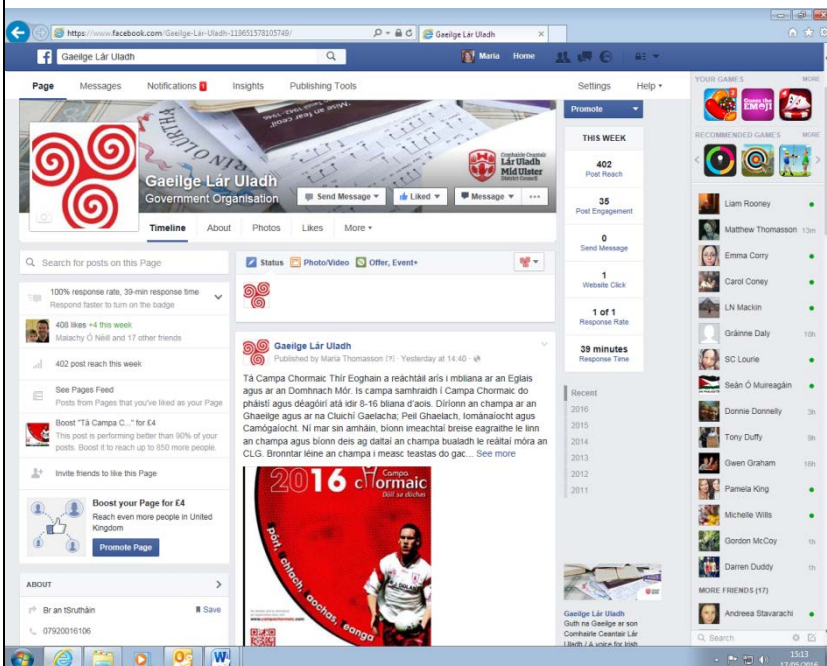 https://www.facebook.com/Gaeilge-Lár-Uladh-119651578105749/
Gaeilge Lár Uladh
Gaeilge Lár Uladh
Maria Home
Page Messages Notifications 1 Insights Publishing Tools Settings Help
Gaeilge Lár Uladh
Government Organisation
Comhairle Ceantair
Lár Uladh
Mid Ulster
District Council
Send Message Liked Message
Timeline About Photos Likes More
Search for posts on this Page
100% response rate, 39-min response time
Respond faster to turn on the badge
408 likes +4 this week
Malachy Ó Néill and 17 other friends
402 post reach this week
See Pages Feed
Posts from Pages that you've liked as your Page
Boost "Tá Campa C..." for £4
This post is performing better than 90% of your
posts. Boost it to reach up to 850 more people.
Invite friends to like this Page
Boost your Page for £4
Reach even more people in United
Kingdom
Promote Page
ABOUT
Br an tSrutháin Save
07920016106
Status Photo/Video Offer, Event+
Gaeilge Lár Uladh
Published by Maria Thomasson [?] · Yesterday at 14:40
Tá Campa Chormaic Thír Eoghain a reáchtáil arís i mbliana ar an Eglais
agus ar an Domhnach Mór. Is campa samhraidh í Campa Chormaic do
pháistí agus déagóirí atá idir 8-16 bliana d'aois. Díríonn an champa ar an
Ghaeilge agus ar na Cluichí Gaelacha; Peil Ghaelach, Iománaíocht agus
Camógaíocht. Ní mar sin amháin, bíonn imeachtaí breise eagraithe le linn
an champa agus bíonn deis ag daltaí an champa bualadh le reáltaí móra an
CLG. Bronntar léine an champa i measc teastas do gac... See more
2016 Campa
Chormaic
Dúil sa dúchas
spórt, chlach, aochas, teanga
www.campachormaic.com
Promote
THIS WEEK
402
Post Reach
35
Post Engagement
0
Send Message
1
Website Click
1 of 1
Response Rate
39 minutes
Response Time
Recent
2016
2015
2014
2013
2012
2011
Gaeilge Lár Uladh
Guth na Gaeilge ar son
Comhairle Ceantair Lár
Uladh / A voice for Irish
YOUR GAMES MORE
RECOMMENDED GAMES MORE
Liam Rooney
Matthew Thomasson 13m
Emma Corry
Carol Coney
LN Mackin
Gráinne Daly 18h
SC Lourie
Seán Ó Muireagáin
Donnie Donnelly 3h
Tony Duffy 9h
Gwen Graham 16h
Pamela King
Michelle Wills
Gordon McCoy 1h
Darren Duddy 1h
MORE FRIENDS (17)
Andreea Stavarachi
Search
15:13
17/05/2016